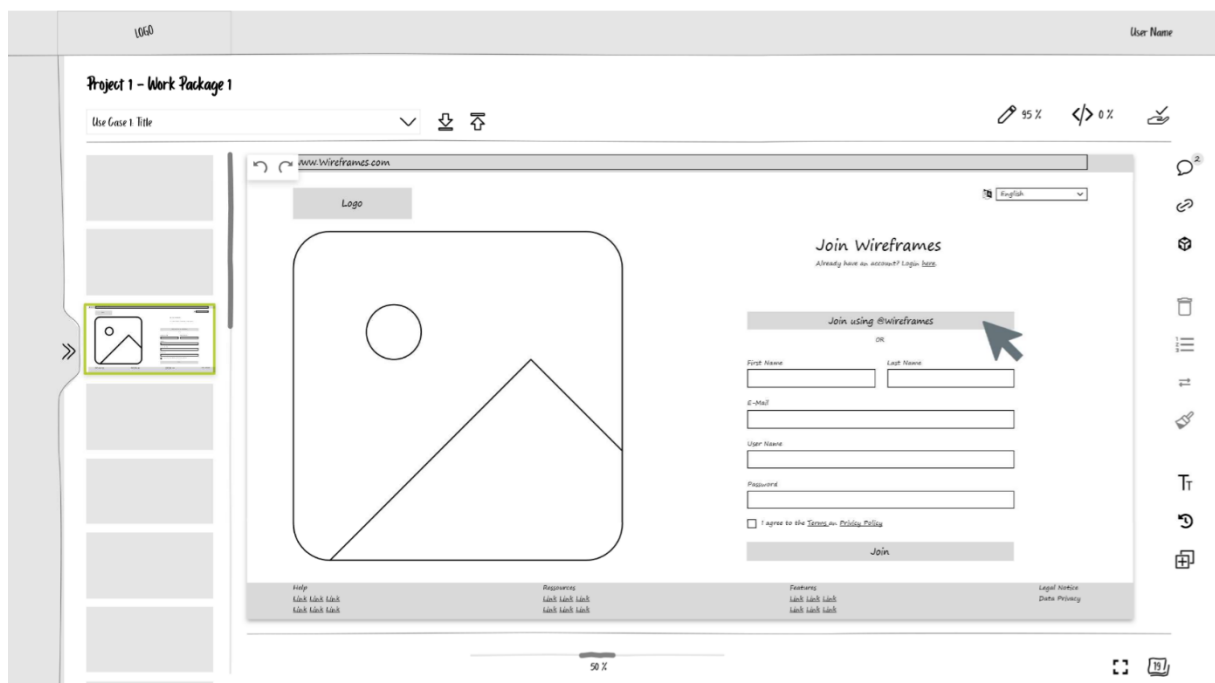 LOGO
User Name
Project 1 - Work Package 1
Use Case 1: Title
95 %
0 %
2
www.Wireframes.com
Logo
English
Join Wireframes
Already have an account? Login here.
Join using @wireframes
OR
First Name Last Name
E-Mail
User Name
Password
I agree to the Terms an Pricicy Policy
Join
Help Ressources Features Legal Notice
Link Link Link Link Link Link Link Link Link Data Privacy
Link Link Link Link Link Link Link Link Link
50 %
19